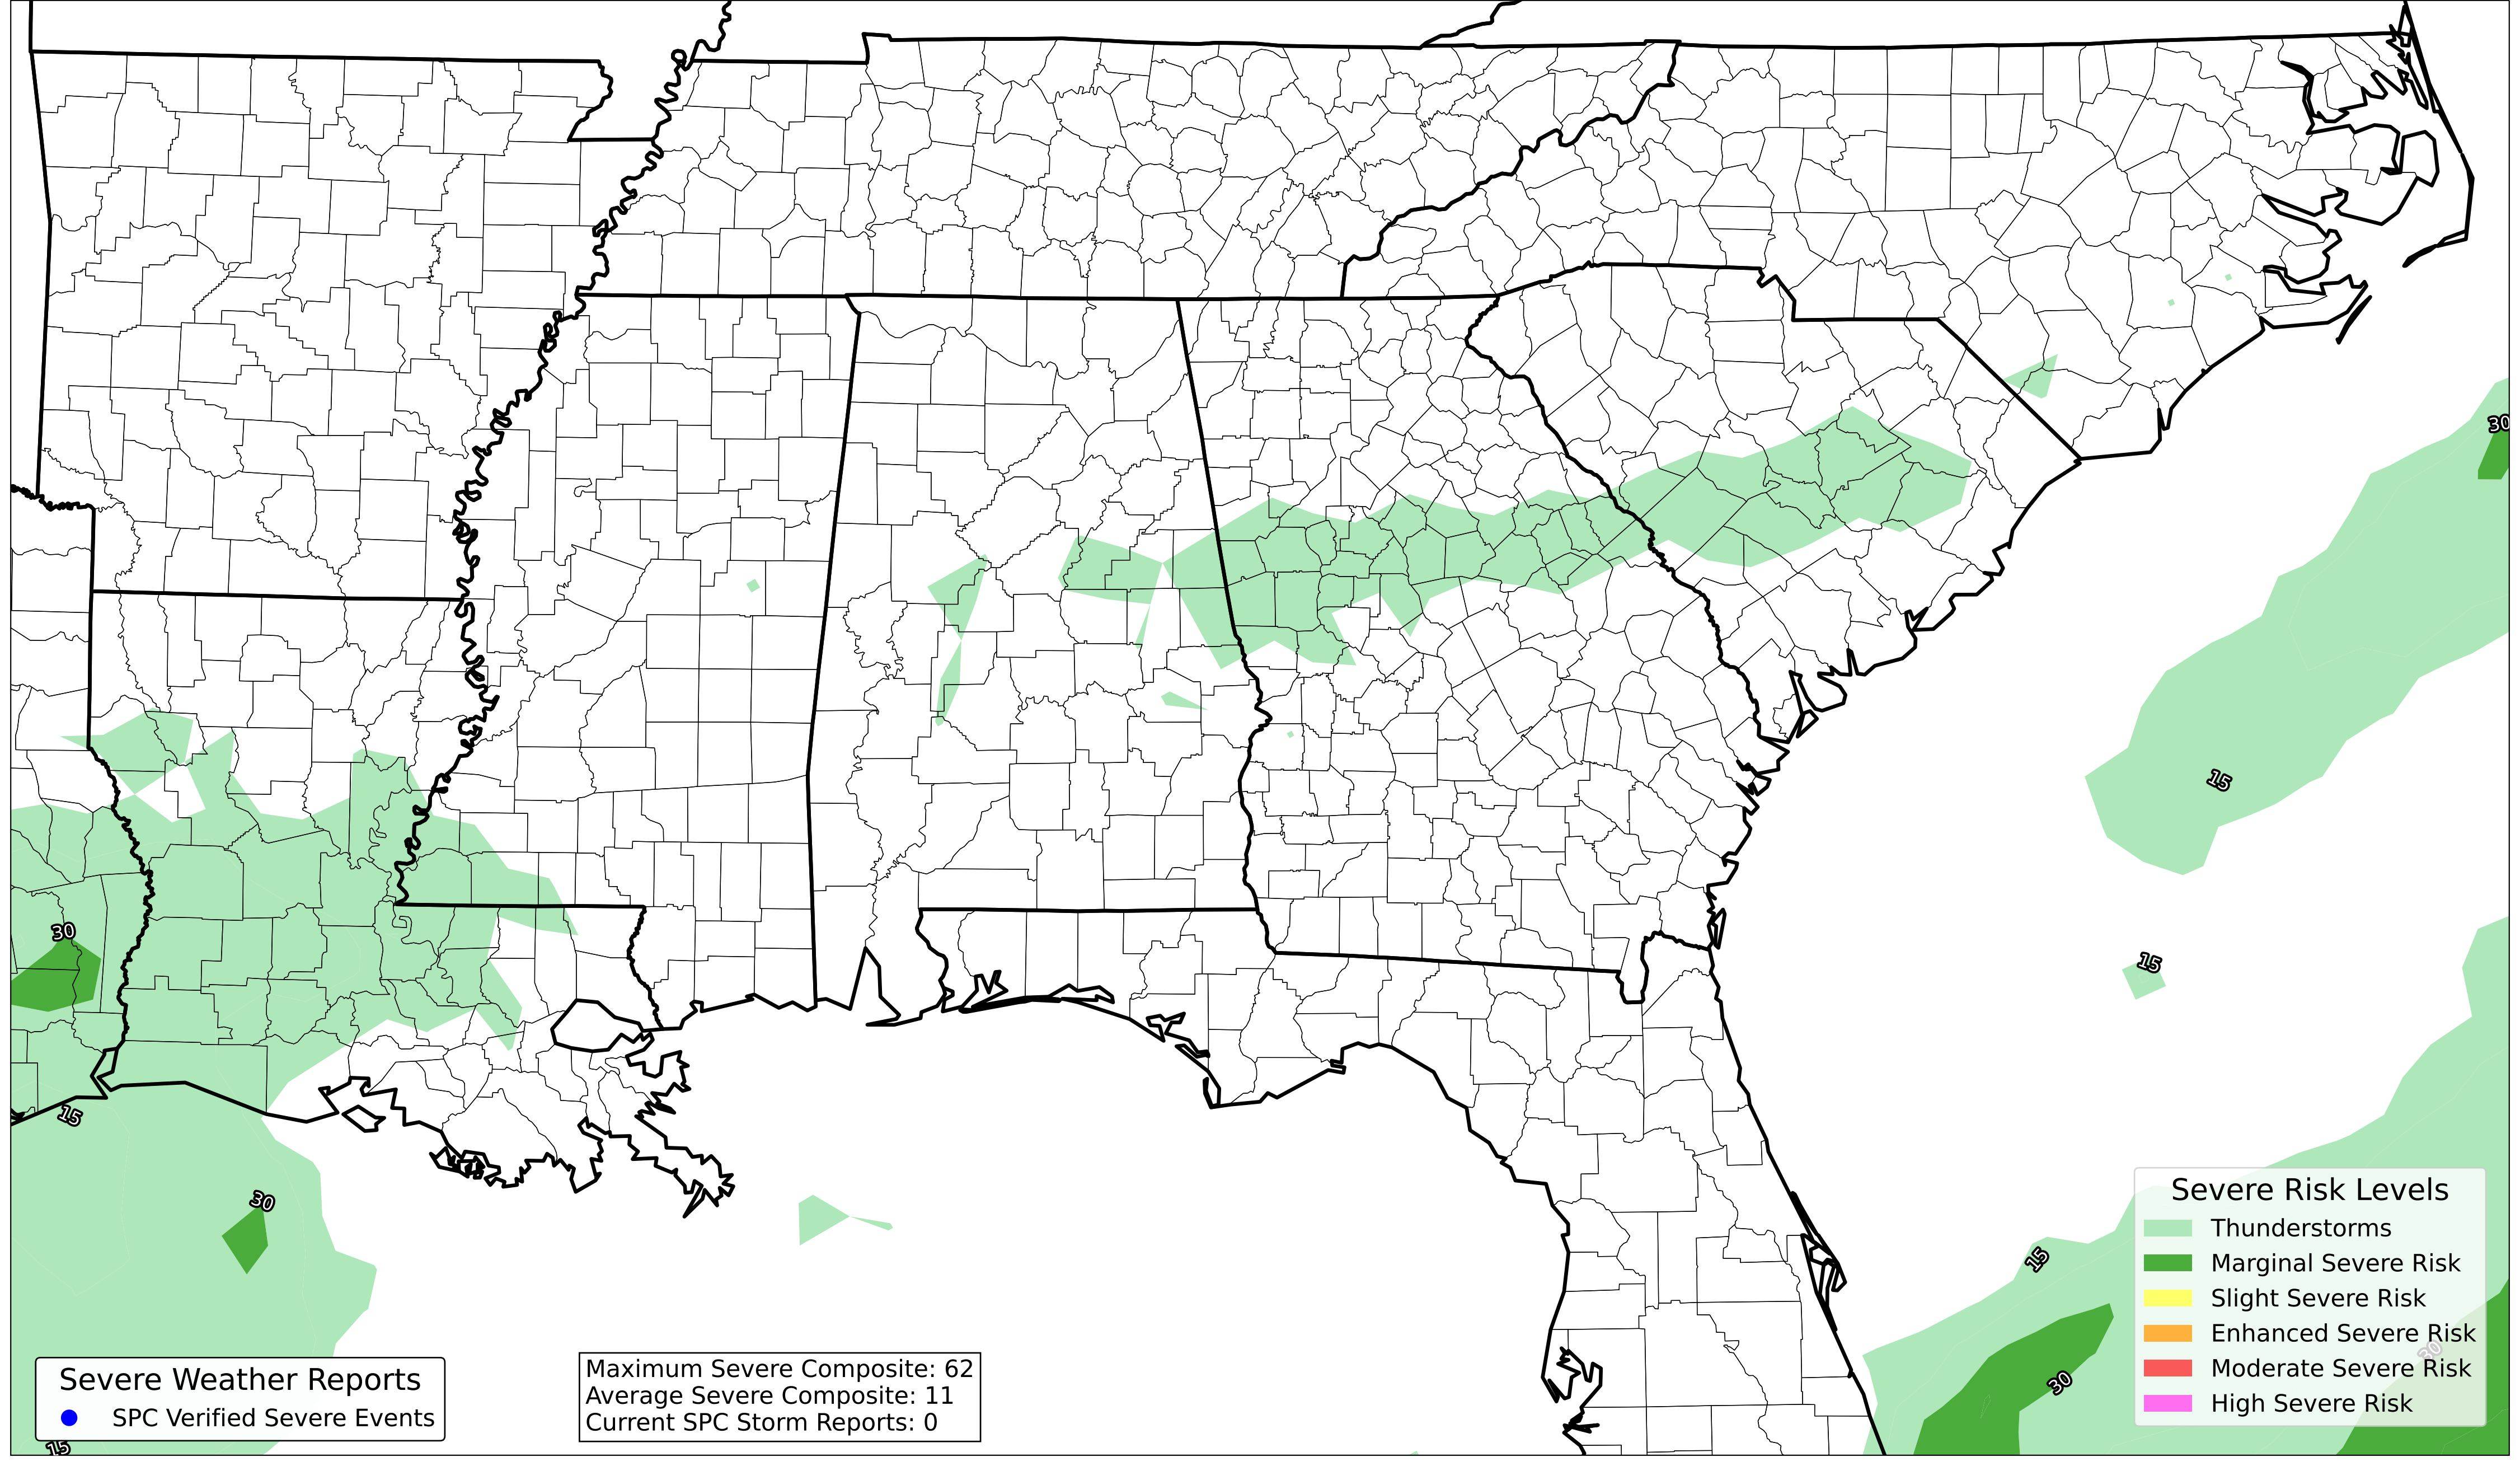 30
15
15
30
30
15
15
30
30
15
Severe Risk Levels
Thunderstorms
Marginal Severe Risk
Slight Severe Risk
Enhanced Severe Risk
Moderate Severe Risk
High Severe Risk
Severe Weather Reports
SPC Verified Severe Events
Maximum Severe Composite: 62
Average Severe Composite: 11
Current SPC Storm Reports: 0